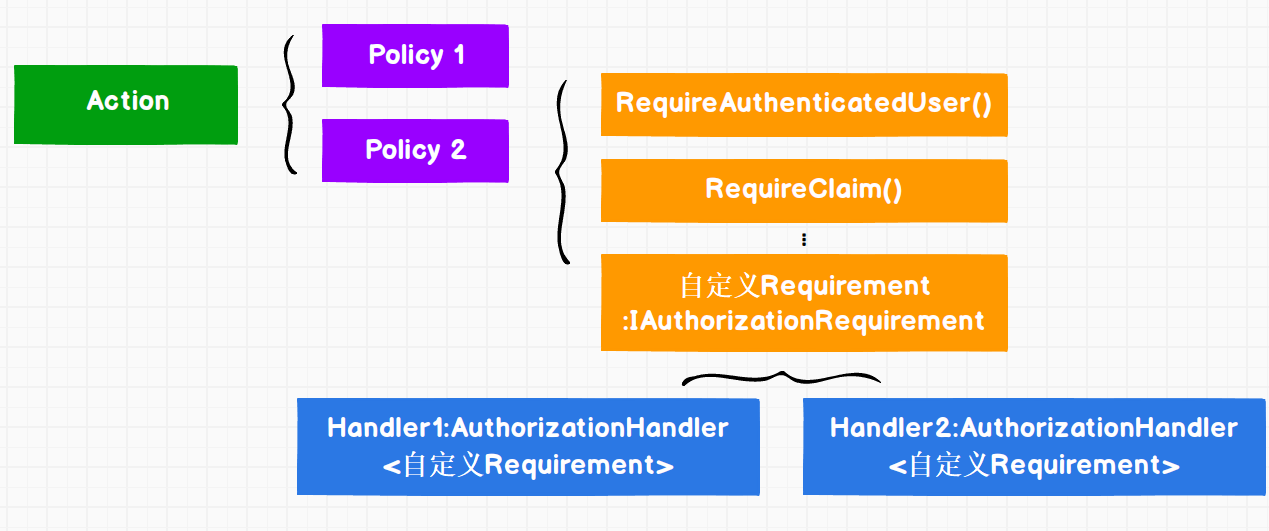 Action
Policy 1
Policy 2
RequireAuthenticatedUser()
RequireClaim()
⋮
自定义Requirement
:IAuthorizationRequirement
Handler1:AuthorizationHandler
<自定义Requirement>
Handler2:AuthorizationHandler
<自定义Requirement>